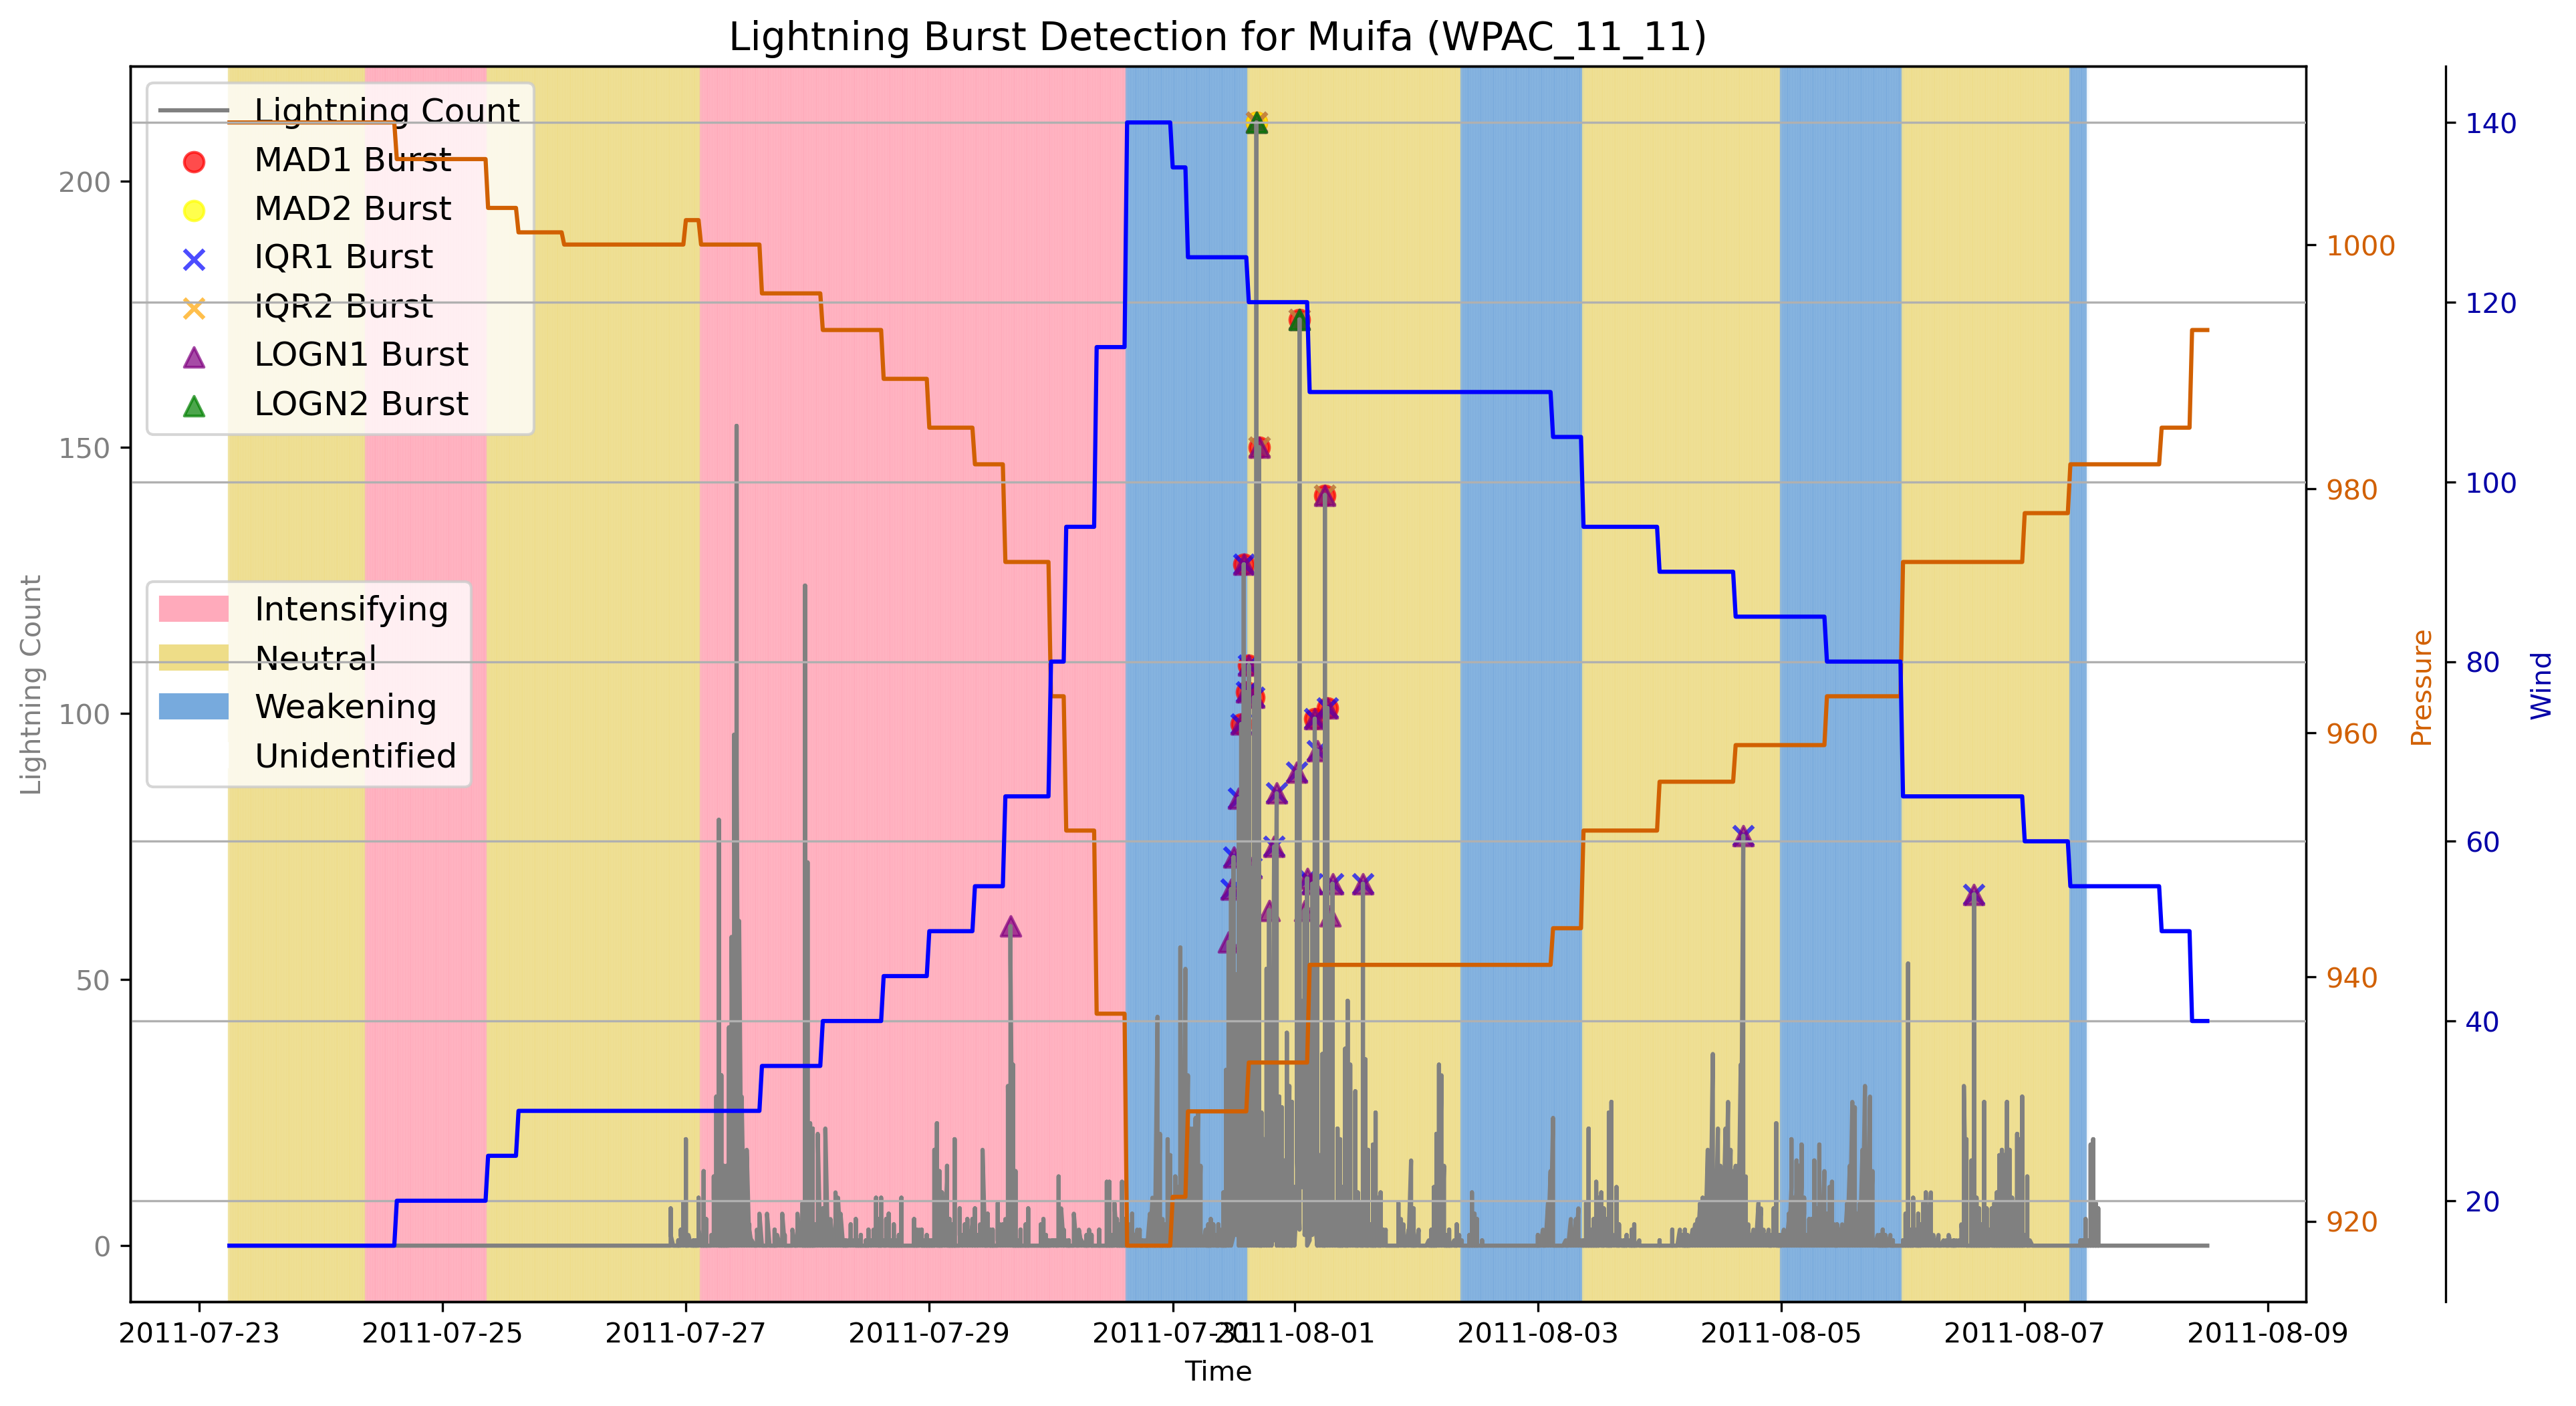 Lightning Burst Detection for Muifa (WPAC_11_11)
Lightning Count
MAD1 Burst
MAD2 Burst
IQR1 Burst
IQR2 Burst
LOGN1 Burst
LOGN2 Burst
Intensifying
Neutral
Weakening
Unidentified
200
150
100
50
0
Lightning Count
1000
980
960
940
920
Pressure
140
120
100
80
60
40
20
Wind
2011-07-23
2011-07-25
2011-07-27
2011-07-29
2011-07-31
2011-08-01
2011-08-03
2011-08-05
2011-08-07
2011-08-09
Time